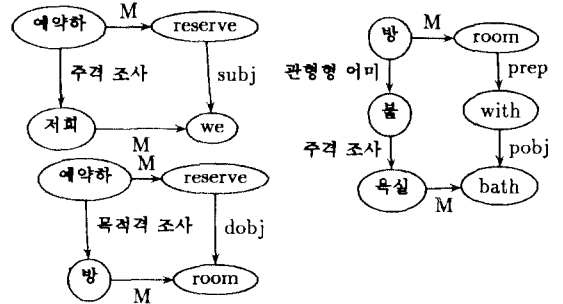 예약하 M reserve
주격 조사 subj
저희 M we
M
예약하 reserve
목적격 조사 dobj
방 M room
방 M room
관형형 어미 prep
with
주격 조사 pobj
욕실 M bath